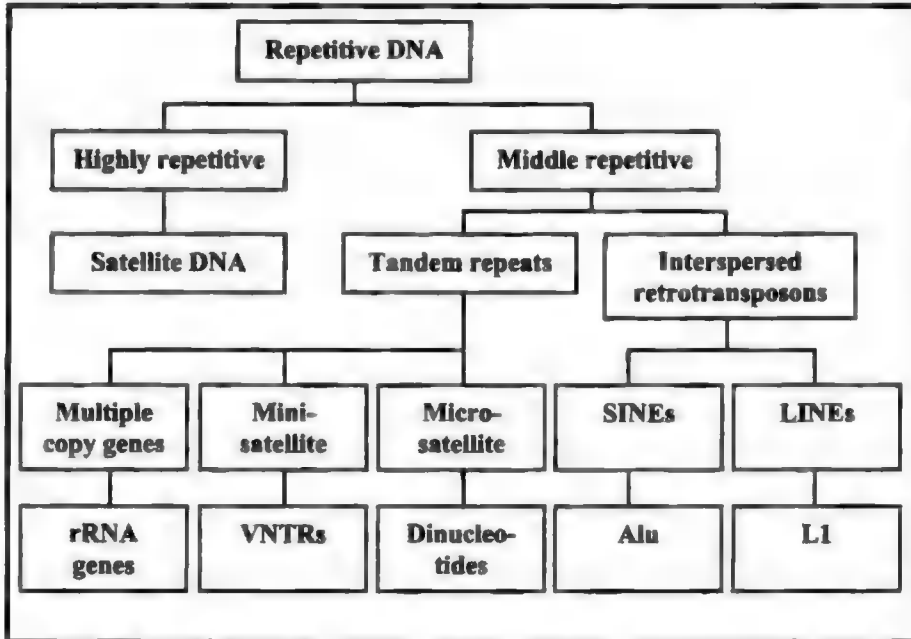 Repetitive DNA
Highly repetitive
Middle repetitive
Satellite DNA
Tandem repeats
Interspersed
retrotransposons
Multiple
copy genes
Mini-
satellite
Micro-
satellite
SINEs
LINEs
rRNA
genes
VNTRs
Dinucleo-
tides
Alu
L1